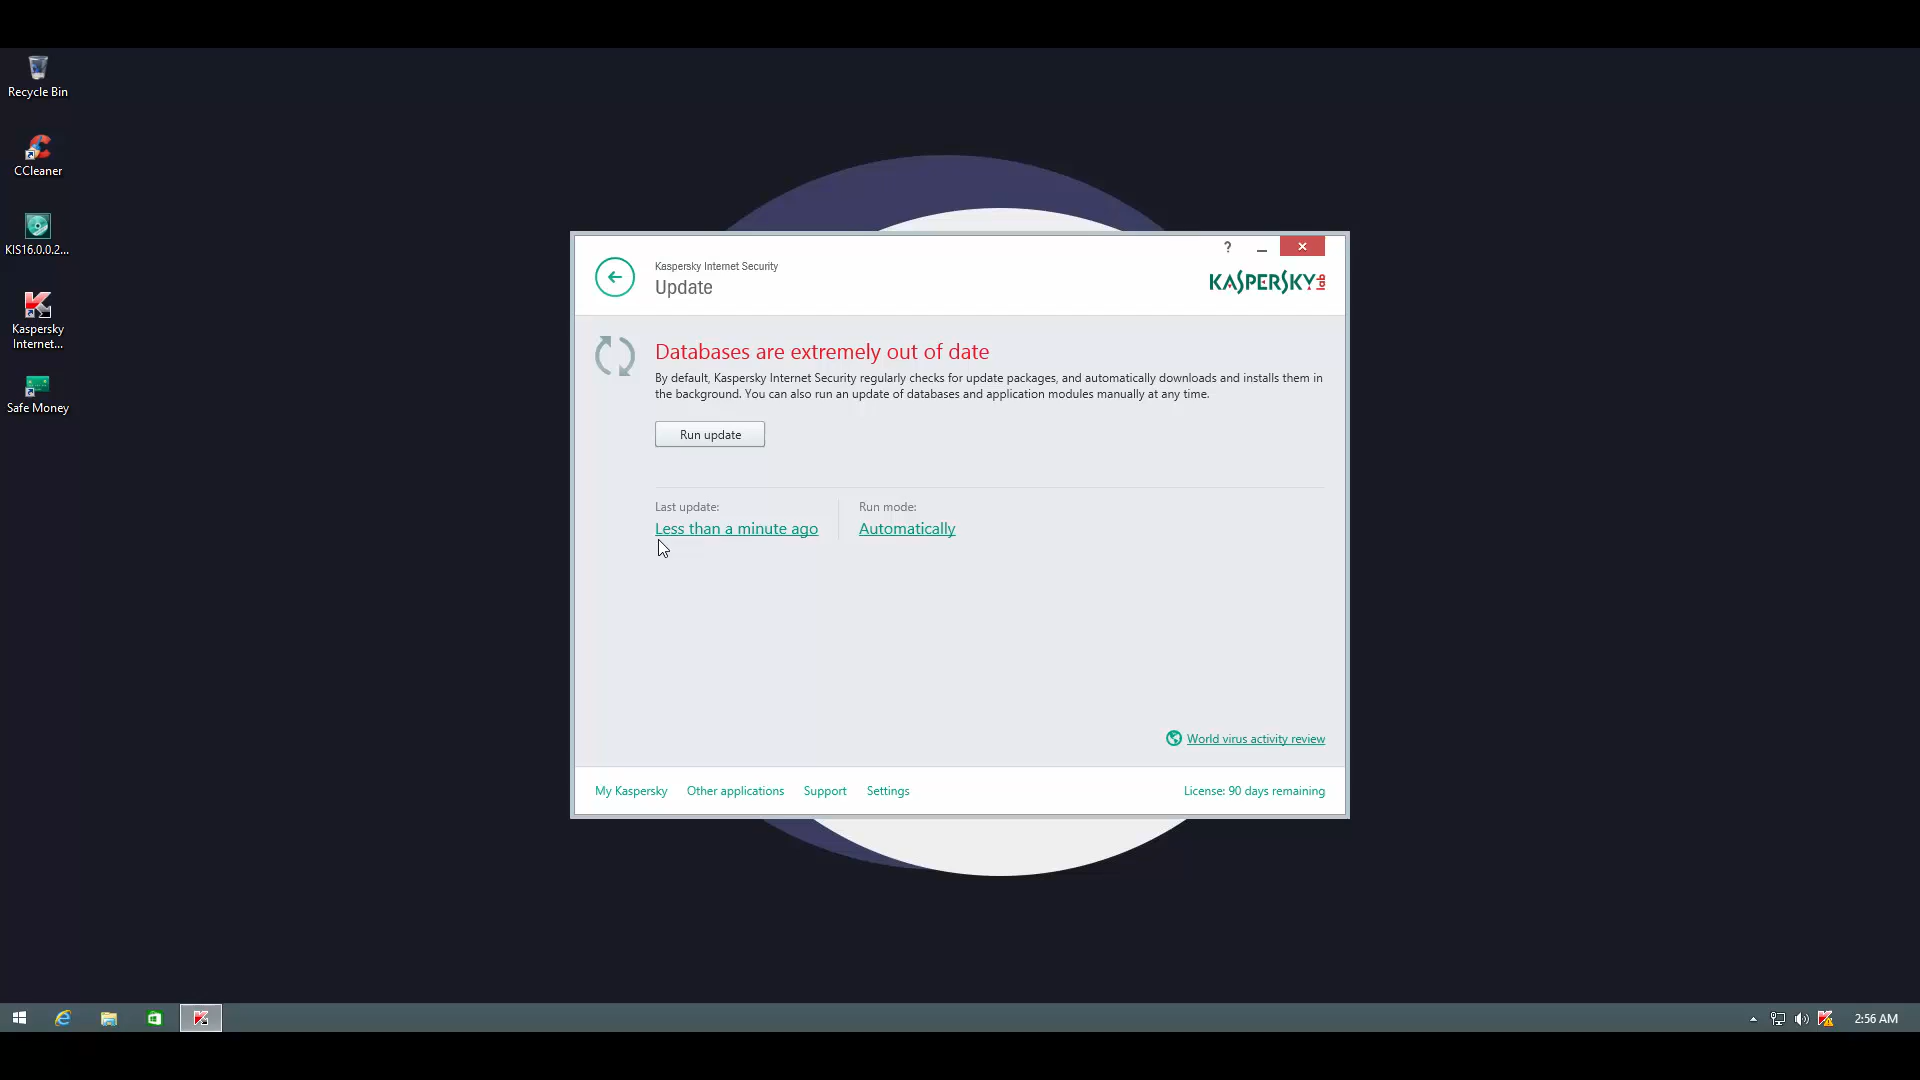 Recycle Bin
CCleaner
KIS16.0.0.2...
Kaspersky
Internet...
Safe Money
?
Kaspersky Internet Security
Update
KASPERSKY lab
Databases are extremely out of date
By default, Kaspersky Internet Security regularly checks for update packages, and automatically downloads and installs them in
the background. You can also run an update of databases and application modules manually at any time.
Run update
Last update:
Less than a minute ago
Run mode:
Automatically
World virus activity review
My Kaspersky
Other applications
Support
Settings
License: 90 days remaining
2:56 AM